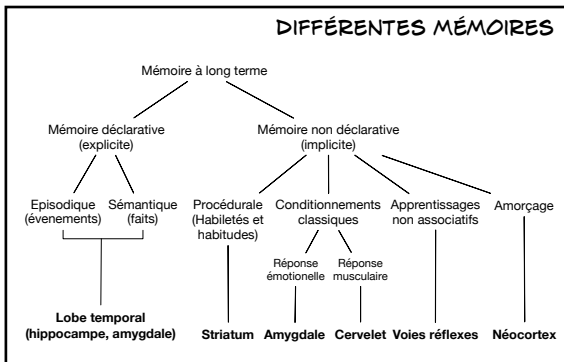 DIFFÉRENTES MÉMOIRES
Mémoire à long terme
Mémoire déclarative
(explicite)
Mémoire non déclarative
(implicite)
Episodique
(évenements)
Sémantique
(faits)
Procédurale
(Habiletés et
habitudes)
Conditionnements
classiques
Apprentissages
non associatifs
Amorçage
Réponse
émotionelle
Réponse
musculaire
Lobe temporal
(hippocampe, amygdale)
Striatum
Amygdale
Cervelet
Voies réflexes
Néocortex